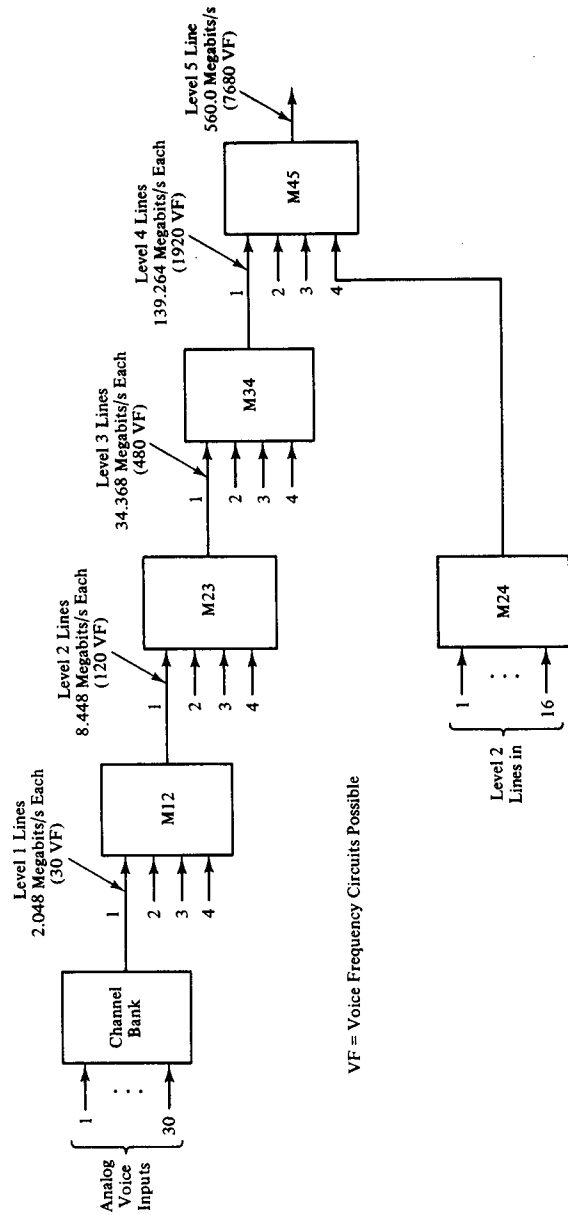 Analog
Voice
Inputs
1
30
Channel
Bank
Level 1 Lines
2.048 Megabits/s Each
(30 VF)
1
2
3
4
M12
Level 2 Lines
8.448 Megabits/s Each
(120 VF)
1
2
3
4
M23
Level 3 Lines
34.368 Megabits/s Each
(480 VF)
1
2
3
4
M34
Level 4 Lines
139.264 Megabits/s Each
(1920 VF)
1
2
3
4
M45
Level 5 Line
560.0 Megabits/s
(7680 VF)
Level 2
Lines in
1
16
M24
VF = Voice Frequency Circuits Possible